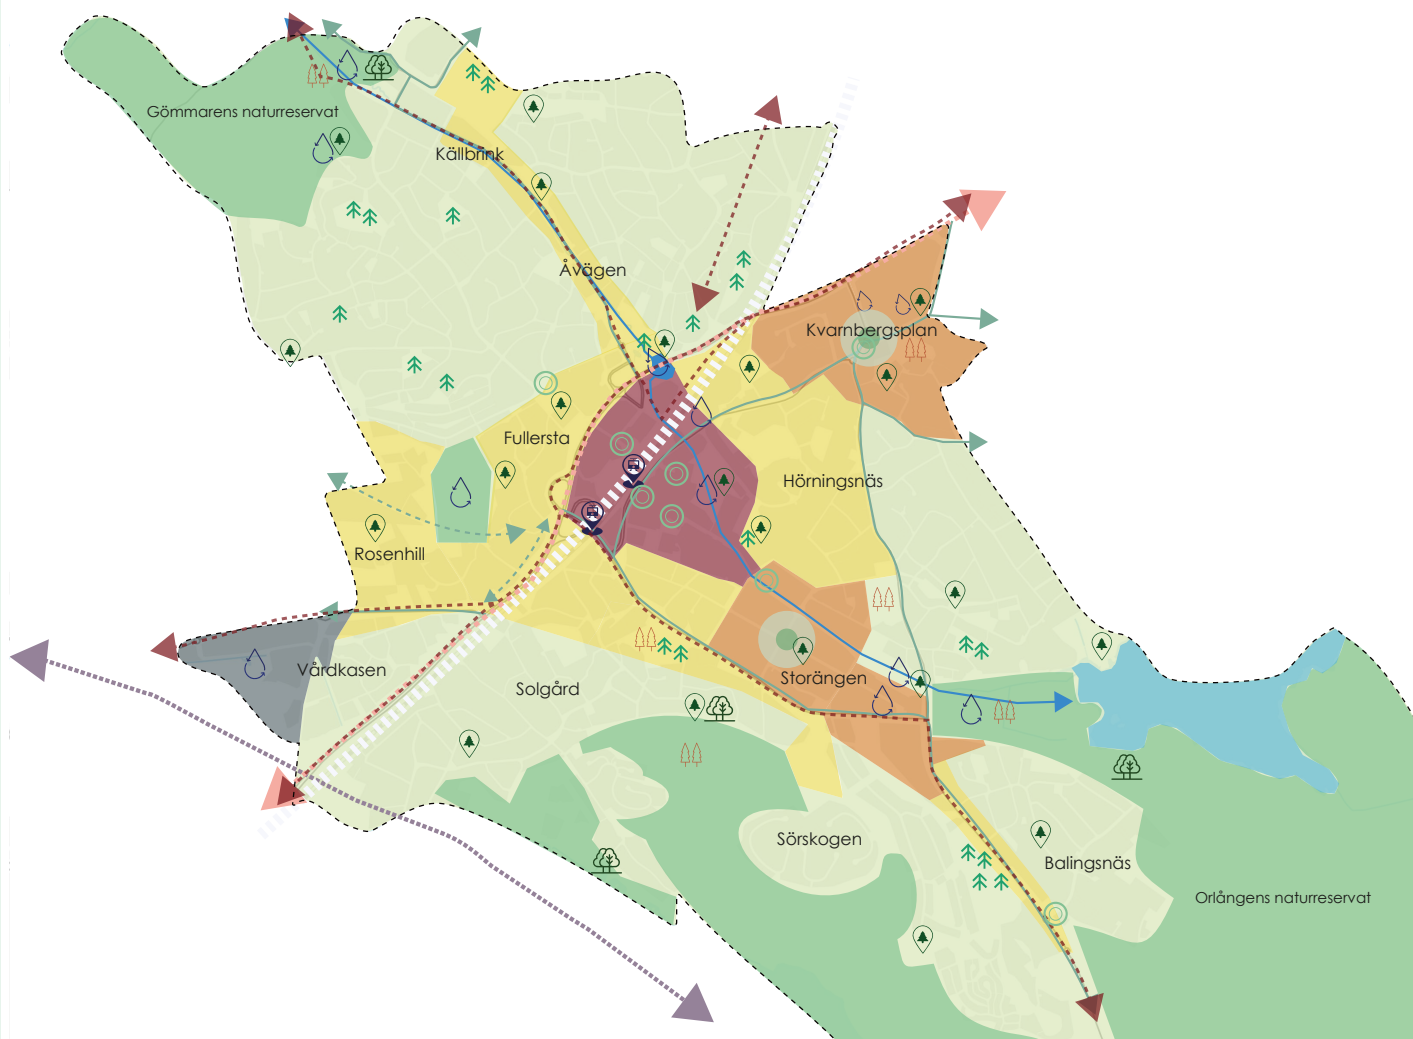 Gömmarens naturreservat
Källbrink
Åvägen
Kvarnbergsplan
Fullersta
Hörningsnäs
Rosenhill
Vårdkasen
Solgård
Storängen
Sörskogen
Balingsnäs
Orlångens naturreservat